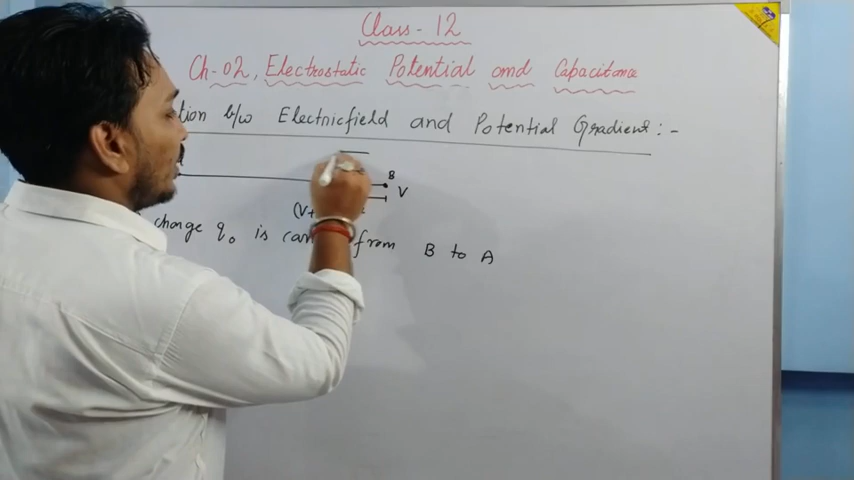 Class-12
Ch-02, Electrostatic Potential and Capacitance
b/w Electricfield and Potential Gradient:-
B
V
(V+
charge q₀ is from B to A